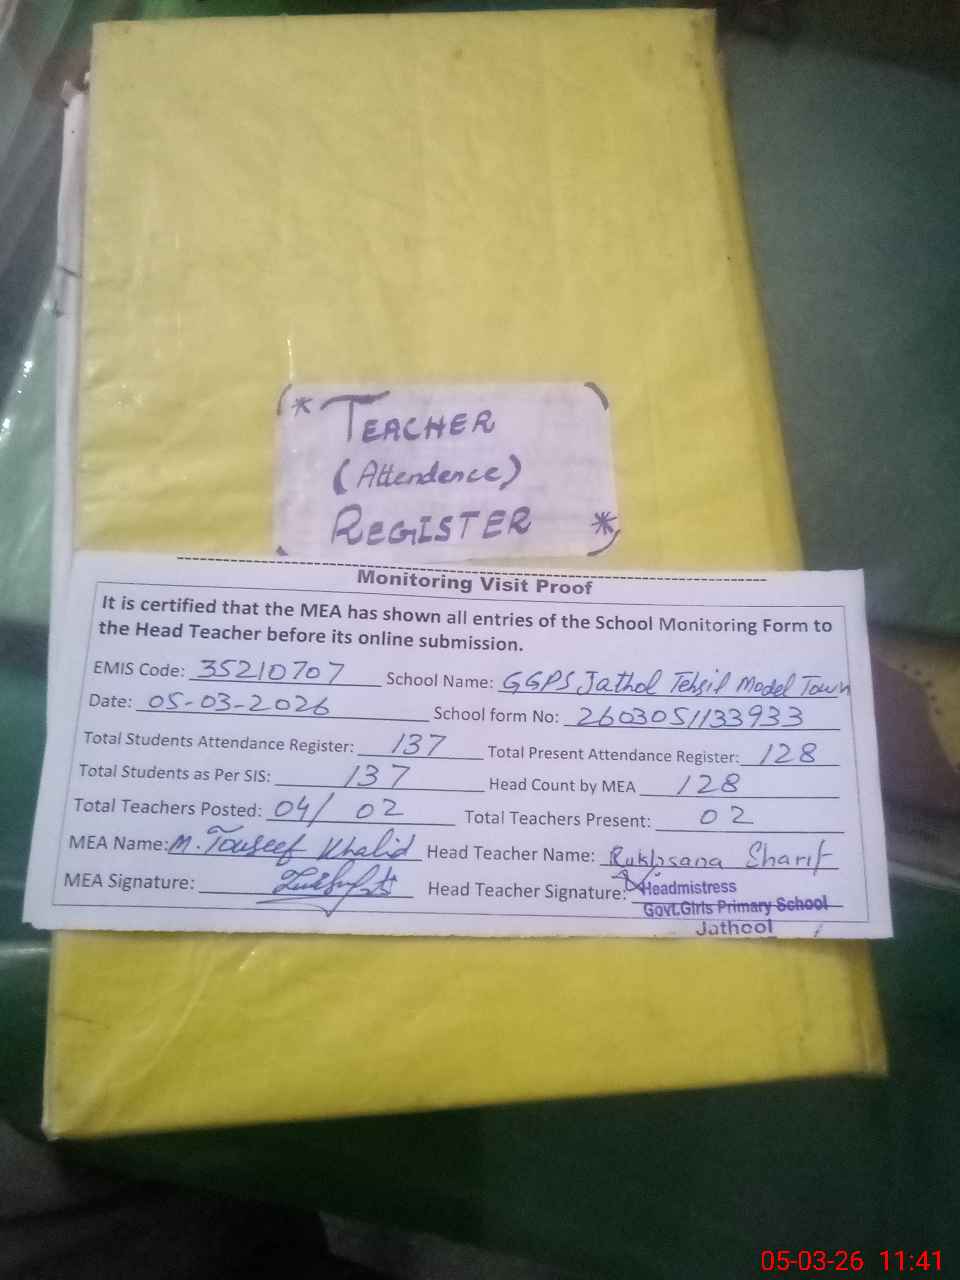 * TEACHER
(Attendence)
REGISTER *
Monitoring Visit Proof
It is certified that the MEA has shown all entries of the School Monitoring Form to
the Head Teacher before its online submission.
EMIS Code: 35210707 School Name: GGPS Jathol Tehsil Model Town
Date: 05-03-2026 School form No: 2603051133933
Total Students Attendance Register: 137 Total Present Attendance Register: 128
Total Students as Per SIS: 137 Head Count by MEA 128
Total Teachers Posted: 04/ 02 Total Teachers Present: 02
MEA Name: M. Touseef Khalid Head Teacher Name: Rukhsana Sharif
MEA Signature: Head Teacher Signature: Headmistress
Govt.Girls Primary School
Jathool
05-03-26 11:41